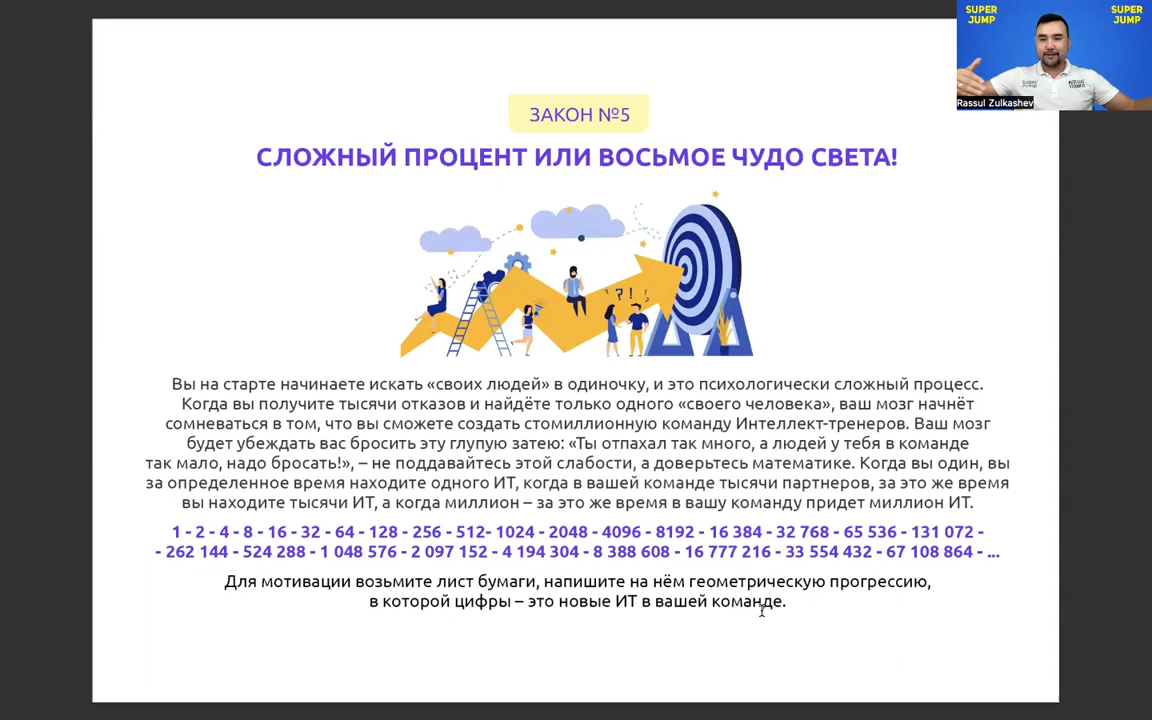 SUPER
JUMP
SUPER
JUMP
Rassul Zulkashev
ЗАКОН №5
СЛОЖНЫЙ ПРОЦЕНТ ИЛИ ВОСЬМОЕ ЧУДО СВЕТА!
?!
Вы на старте начинаете искать «своих людей» в одиночку, и это психологически сложный процесс.
Когда вы получите тысячи отказов и найдёте только одного «своего человека», ваш мозг начнёт
сомневаться в том, что вы сможете создать стомиллионную команду Интеллект-тренеров. Ваш мозг
будет убеждать вас бросить эту глупую затею: «Ты отпахал так много, а людей у тебя в команде
так мало, надо бросать!», – не поддавайтесь этой слабости, а доверьтесь математике. Когда вы один, вы
за определенное время находите одного ИТ, когда в вашей команде тысячи партнеров, за это же время
вы находите тысячи ИТ, а когда миллион – за это же время в вашу команду придет миллион ИТ.
1 - 2 - 4 - 8 - 16 - 32 - 64 - 128 - 256 - 512- 1024 - 2048 - 4096 - 8192 - 16 384 - 32 768 - 65 536 - 131 072 -
- 262 144 - 524 288 - 1 048 576 - 2 097 152 - 4 194 304 - 8 388 608 - 16 777 216 - 33 554 432 - 67 108 864 - ...
Для мотивации возьмите лист бумаги, напишите на нём геометрическую прогрессию,
в которой цифры – это новые ИТ в вашей команде.